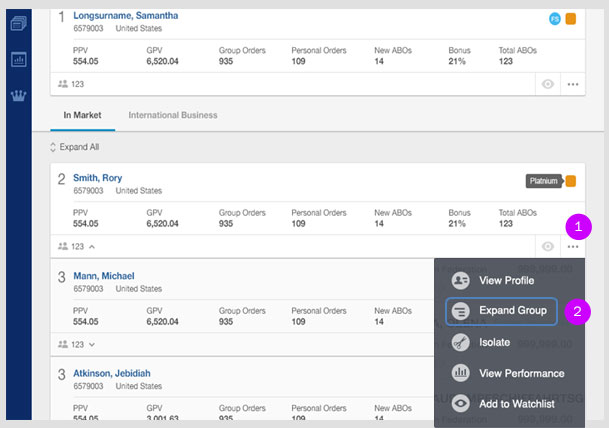 1 Longsurname, Samantha FS
6579003 United States
PPV GPV Group Orders Personal Orders New ABOs Bonus Total ABOs
554.05 6,520.04 935 109 14 21% 123
123
In Market International Business
Expand All
2 Smith, Rory Platnium
6579003 United States
PPV GPV Group Orders Personal Orders New ABOs Bonus Total ABOs
554.05 6,520.04 935 109 14 21% 123
1
123
3 Mann, Michael
6579003 United States
PPV GPV Group Orders Personal Orders New ABOs
554.05 6,520.04 935 109 14
123
3 Atkinson, Jebidiah
6579003 United States
PPV GPV Group Orders Personal Orders New ABOs
554.05 3,001.63 935 109 14
View Profile
Expand Group 2
Isolate
View Performance
Add to Watchlist